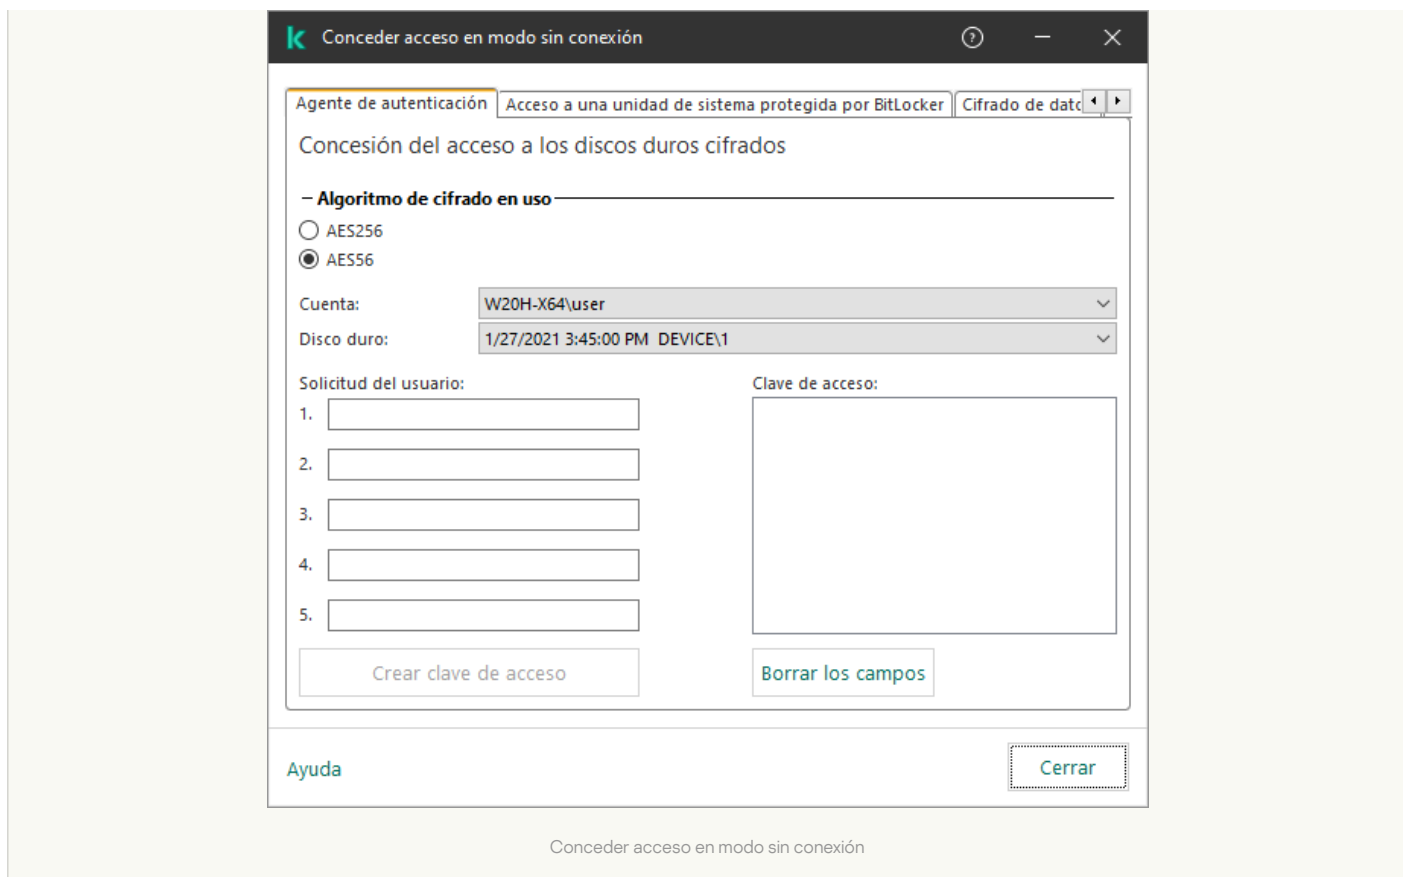 Conceder acceso en modo sin conexión
Agente de autenticación
Acceso a una unidad de sistema protegida por BitLocker
Cifrado de datc
Concesión del acceso a los discos duros cifrados
Algoritmo de cifrado en uso
AES256
AES56
Cuenta:
W20H-X64\user
Disco duro:
1/27/2021 3:45:00 PM  DEVICE\1
Solicitud del usuario:
Clave de acceso:
1.
2.
3.
4.
5.
Crear clave de acceso
Borrar los campos
Ayuda
Cerrar
Conceder acceso en modo sin conexión